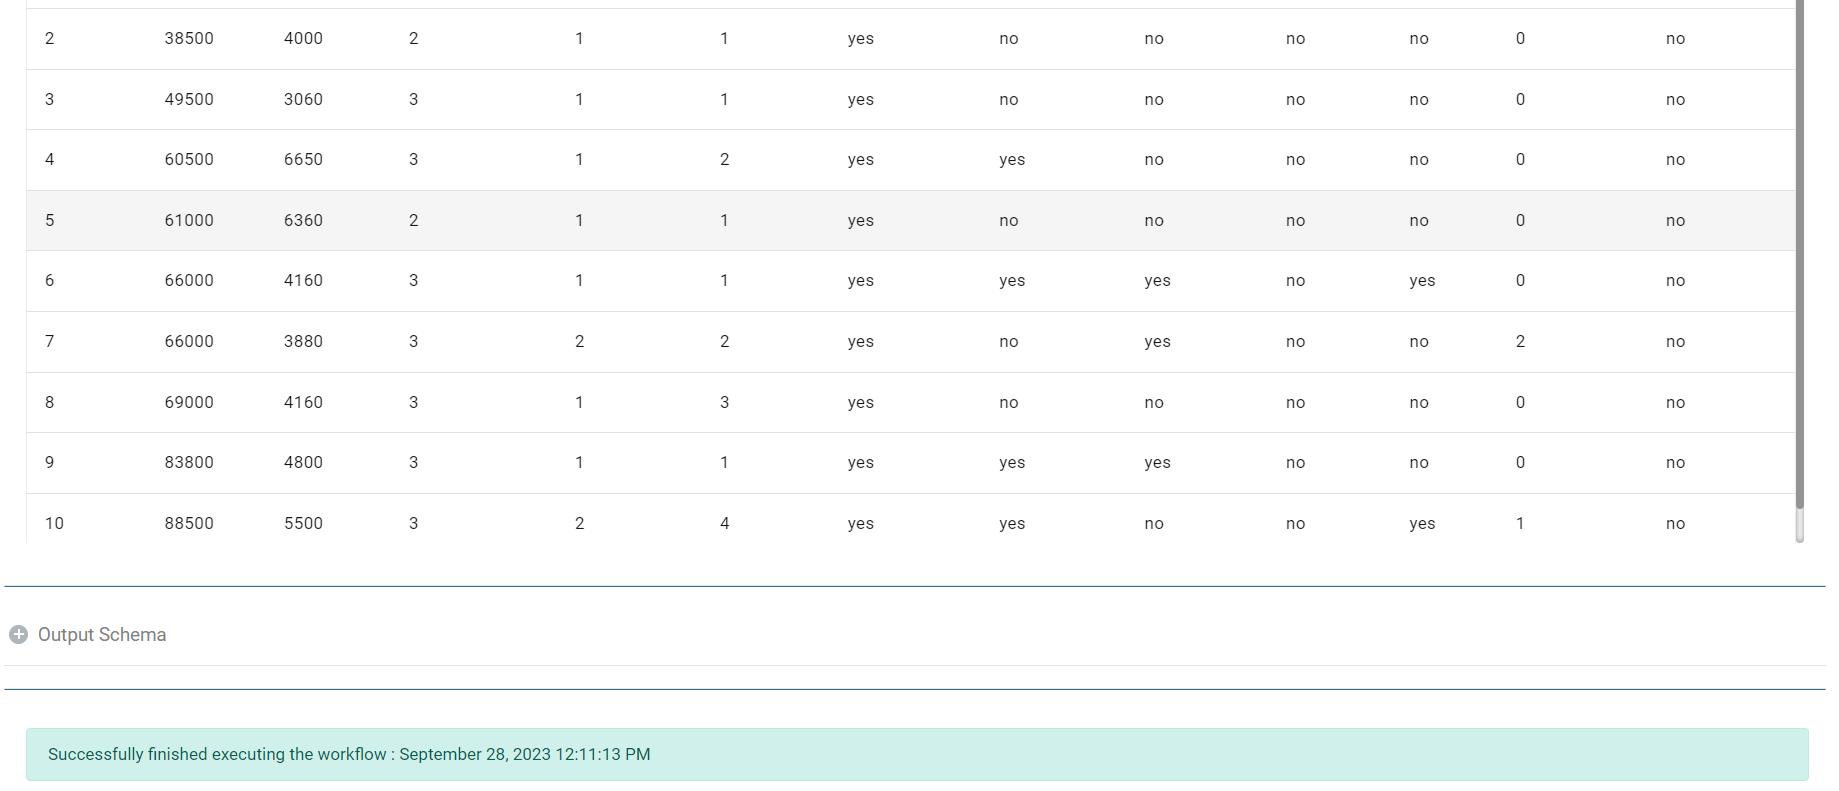 2 38500 4000 2 1 1 yes no no no no 0 no
3 49500 3060 3 1 1 yes no no no no 0 no
4 60500 6650 3 1 2 yes yes no no no 0 no
5 61000 6360 2 1 1 yes no no no no 0 no
6 66000 4160 3 1 1 yes yes yes no yes 0 no
7 66000 3880 3 2 2 yes no yes no no 2 no
8 69000 4160 3 1 3 yes no no no no 0 no
9 83800 4800 3 1 1 yes yes yes no no 0 no
10 88500 5500 3 2 4 yes yes no no yes 1 no
Output Schema
Successfully finished executing the workflow : September 28, 2023 12:11:13 PM